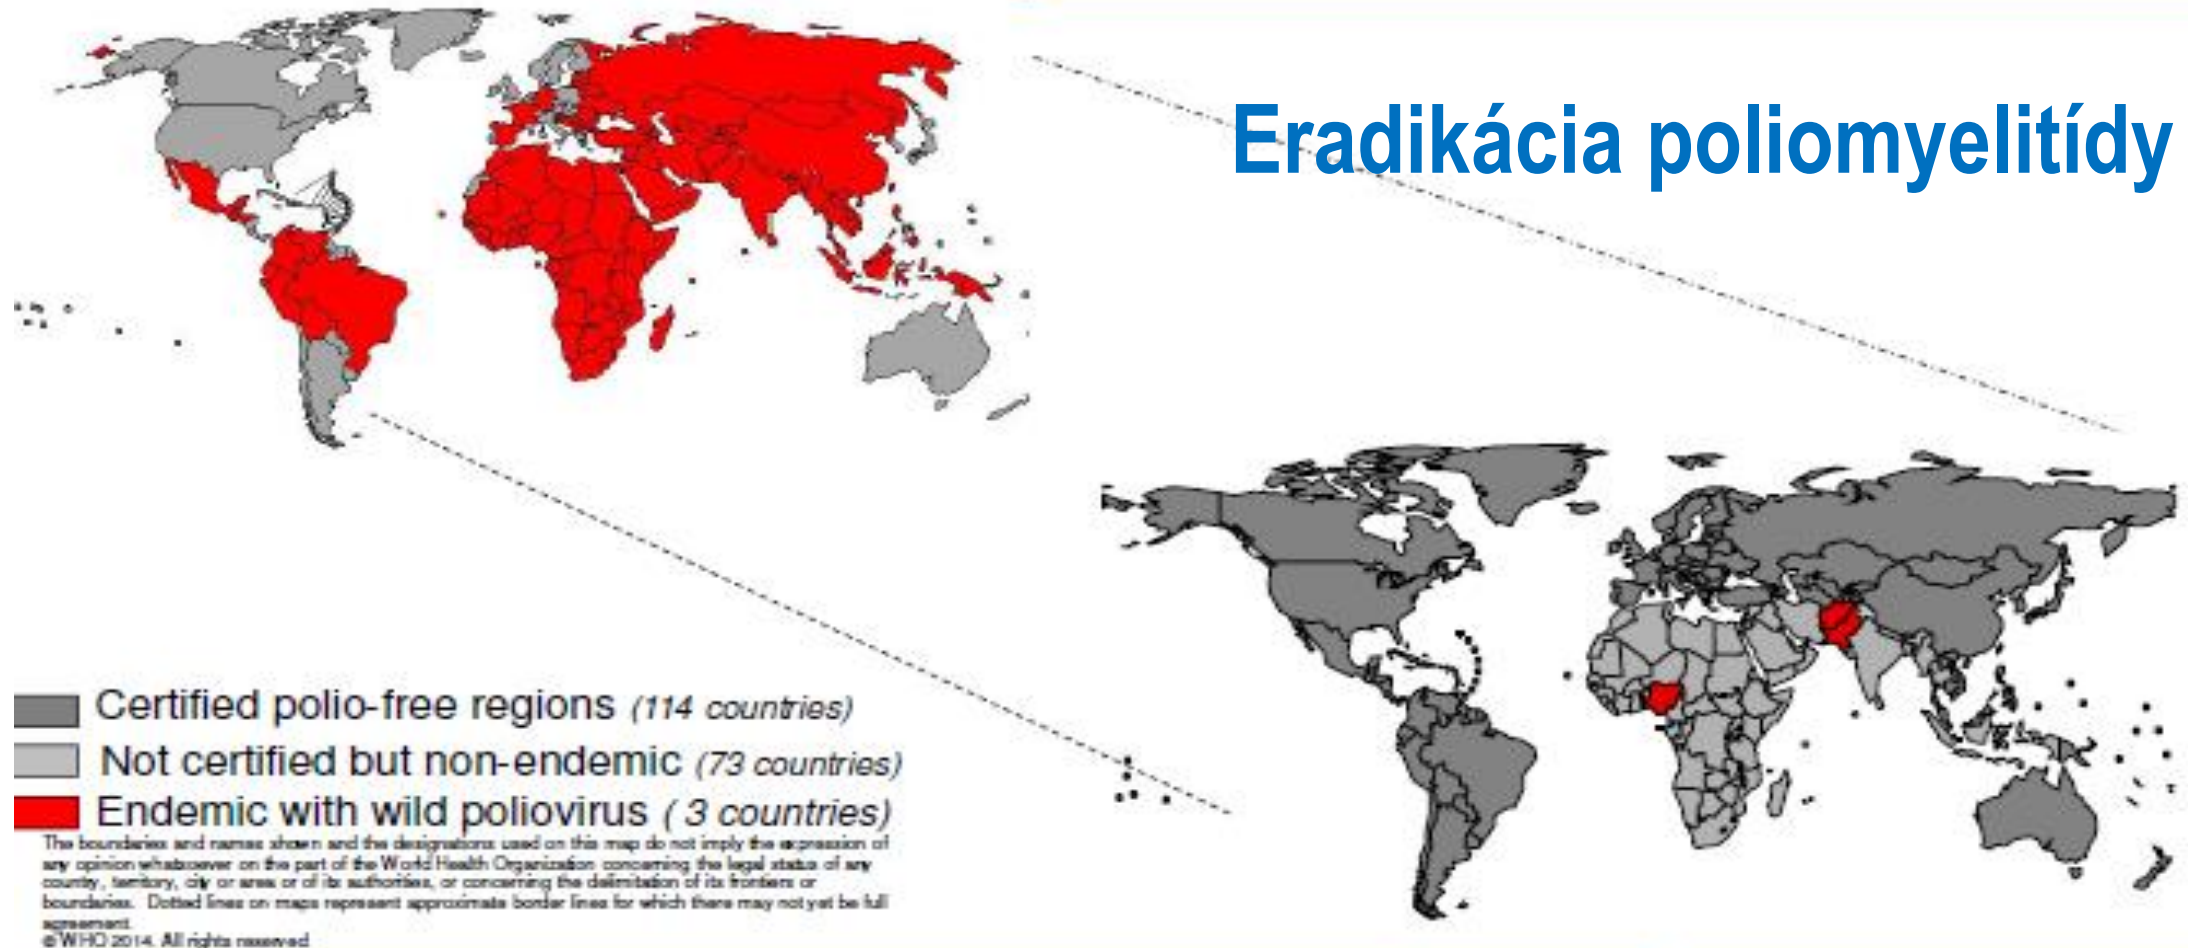 Eradikácia poliomyelitídy
Certified polio-free regions (114 countries)
Not certified but non-endemic (73 countries)
Endemic with wild poliovirus ( 3 countries)
The boundaries and names shown and the designations used on this map do not imply the expression of
any opinion whatsoever on the part of the World Health Organization concerning the legal status of any
country, territory, city or area or of its authorities, or concerning the delimitation of its frontiers or
boundaries. Dotted lines on maps represent approximate border lines for which there may not yet be full
agreement.
© WHO 2014. All rights reserved